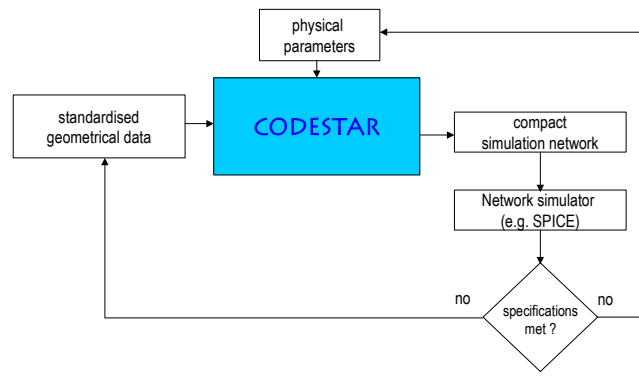 physical
parameters
standardised
geometrical data
CODESTAR
compact
simulation network
Network simulator
(e.g. SPICE)
no
specifications
met ?
no